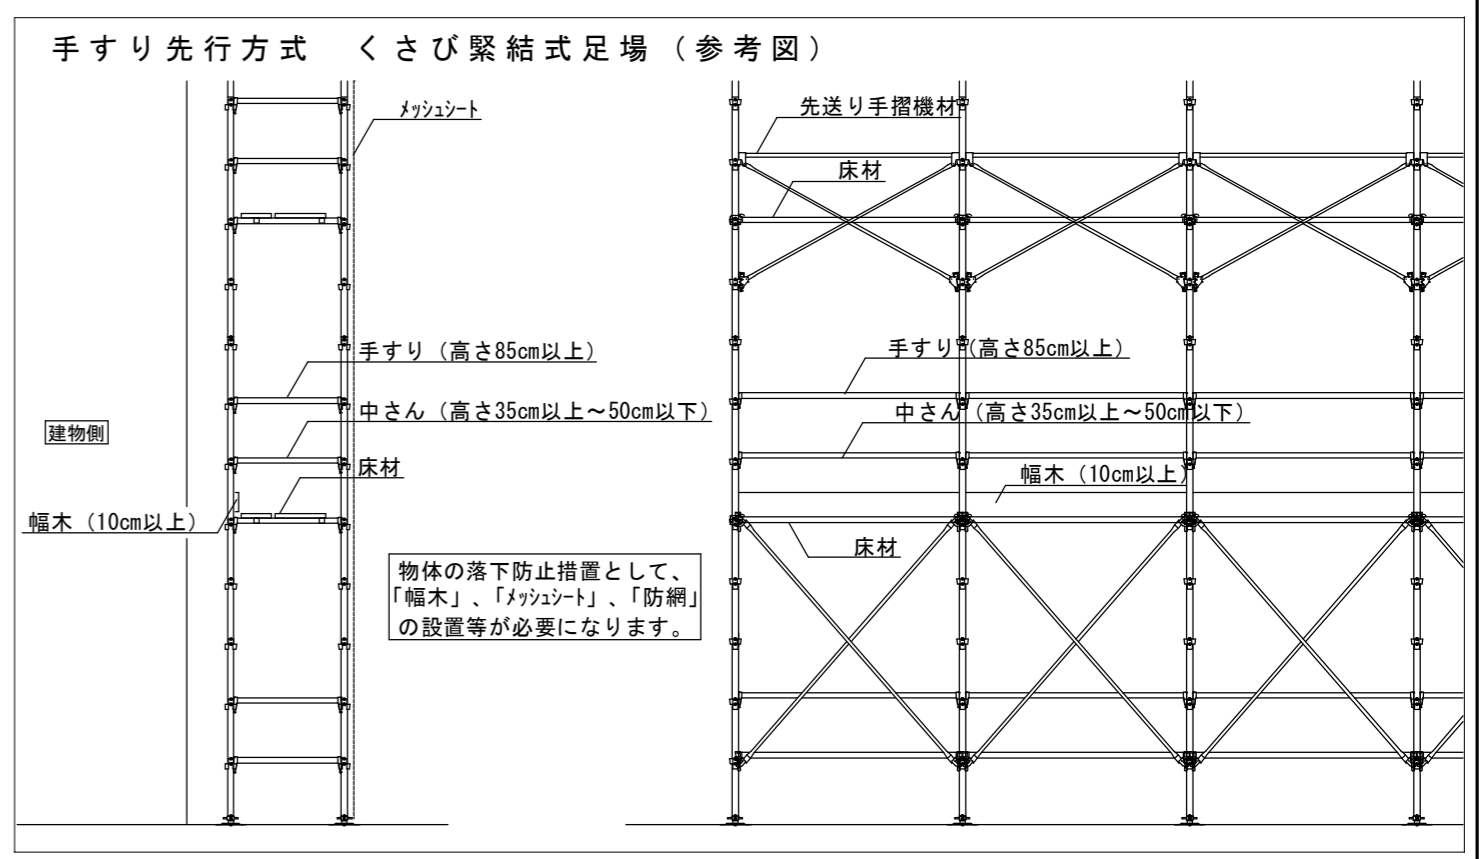 手すり先行方式 くさび緊結式足場(参考図)
ﾒｯｼｭｼｰﾄ
手すり(高さ85cm以上)
中さん(高さ35cm以上～50cm以下)
床材
建物側
幅木(10cm以上)
物体の落下防止措置として、
「幅木」、「ﾒｯｼｭｼｰﾄ」、「防網」
の設置等が必要になります。
先送り手摺機材
床材
手すり(高さ85cm以上)
中さん(高さ35cm以上～50cm以下)
幅木(10cm以上)
床材